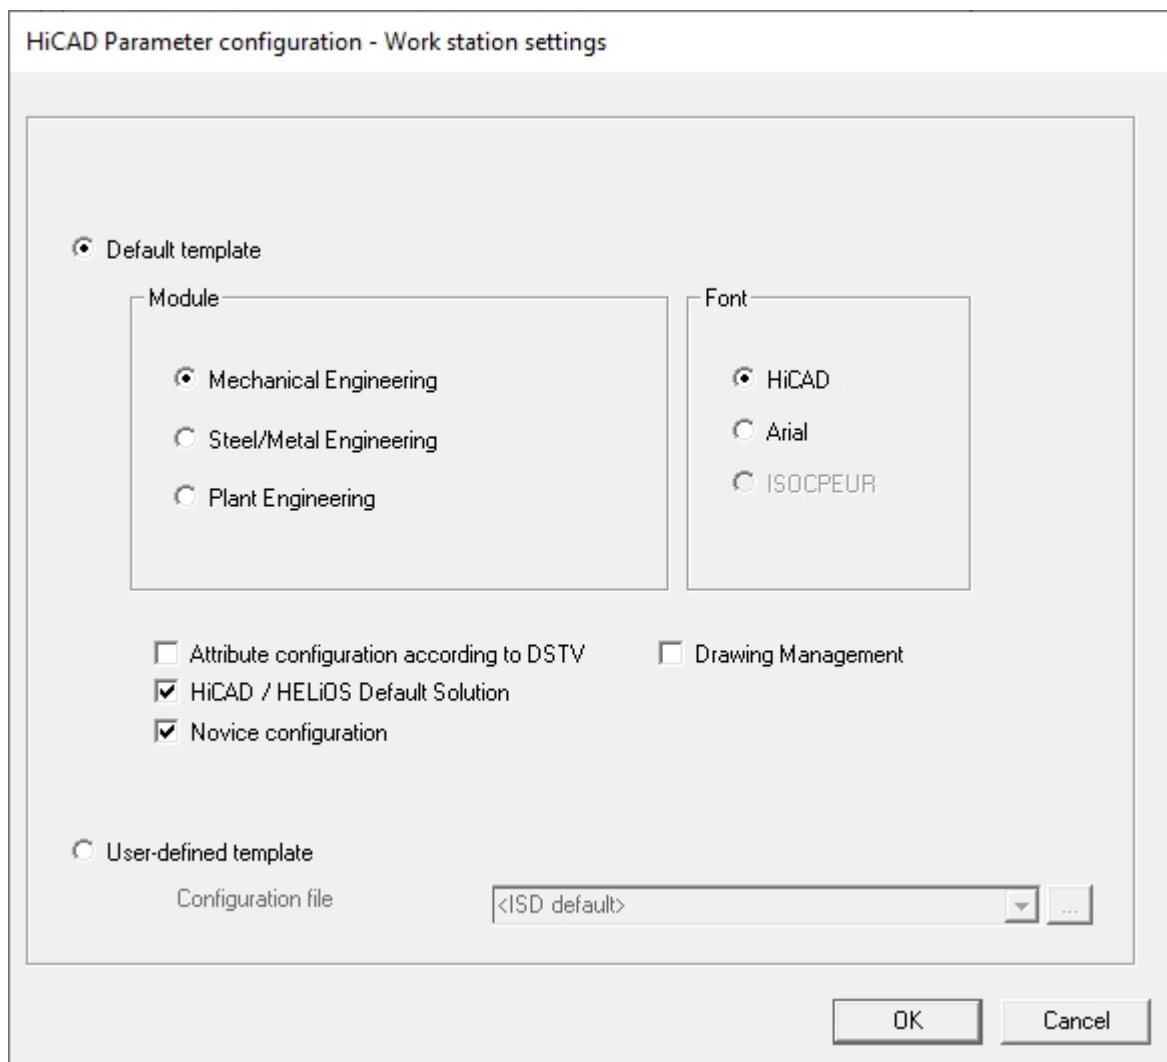 HiCAD Parameter configuration - Work station settings
Default template
Module
Font
Mechanical Engineering
HiCAD
Steel/Metal Engineering
Arial
Plant Engineering
ISOCPEUR
Attribute configuration according to DSTV
Drawing Management
HiCAD / HELiOS Default Solution
Novice configuration
User-defined template
Configuration file
<ISD default>
...
OK
Cancel